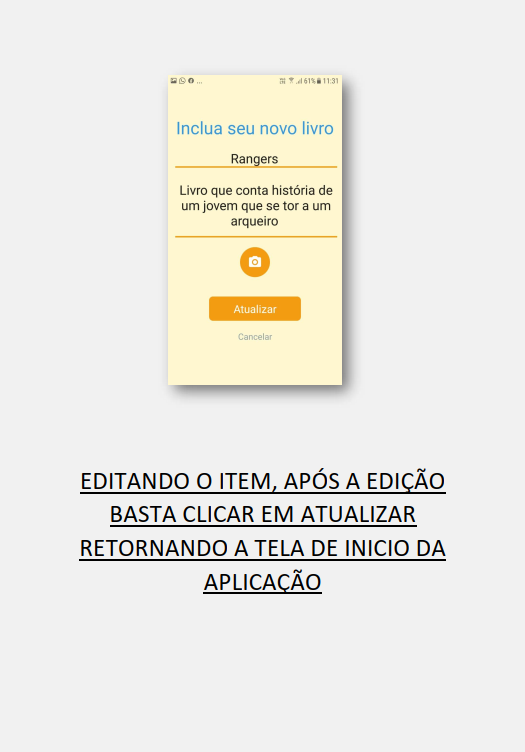 ... 61% 11:31
Inclua seu novo livro
Rangers
Livro que conta história de
um jovem que se tor a um
arqueiro
Atualizar
Cancelar
EDITANDO O ITEM, APÓS A EDIÇÃO
BASTA CLICAR EM ATUALIZAR
RETORNANDO A TELA DE INICIO DA
APLICAÇÃO